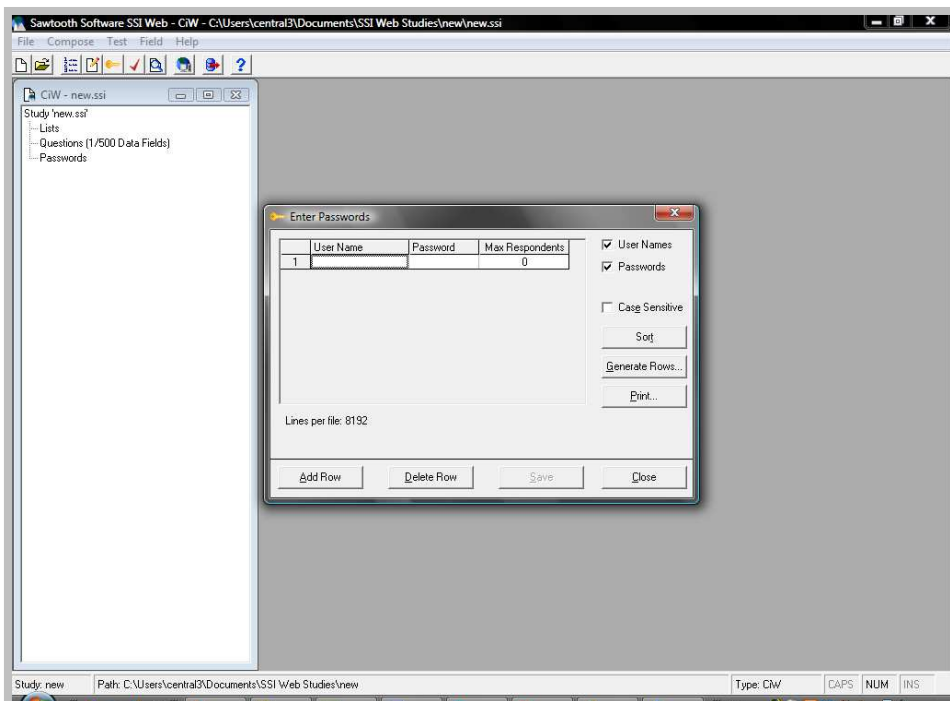 Sawtooth Software SSI Web - CiW - C:\Users\central3\Documents\SSI Web Studies\new\new.ssi
File Compose Test Field Help
CiW - new.ssi
Study 'new.ssi'
Lists
Questions (1/500 Data Fields)
Passwords
Enter Passwords
User Name Password Max Respondents
1 0
User Names
Passwords
Case Sensitive
Sort
Generate Rows...
Print...
Lines per file: 8192
Add Row Delete Row Save Close
Study: new Path: C:\Users\central3\Documents\SSI Web Studies\new Type: CiW CAPS NUM INS